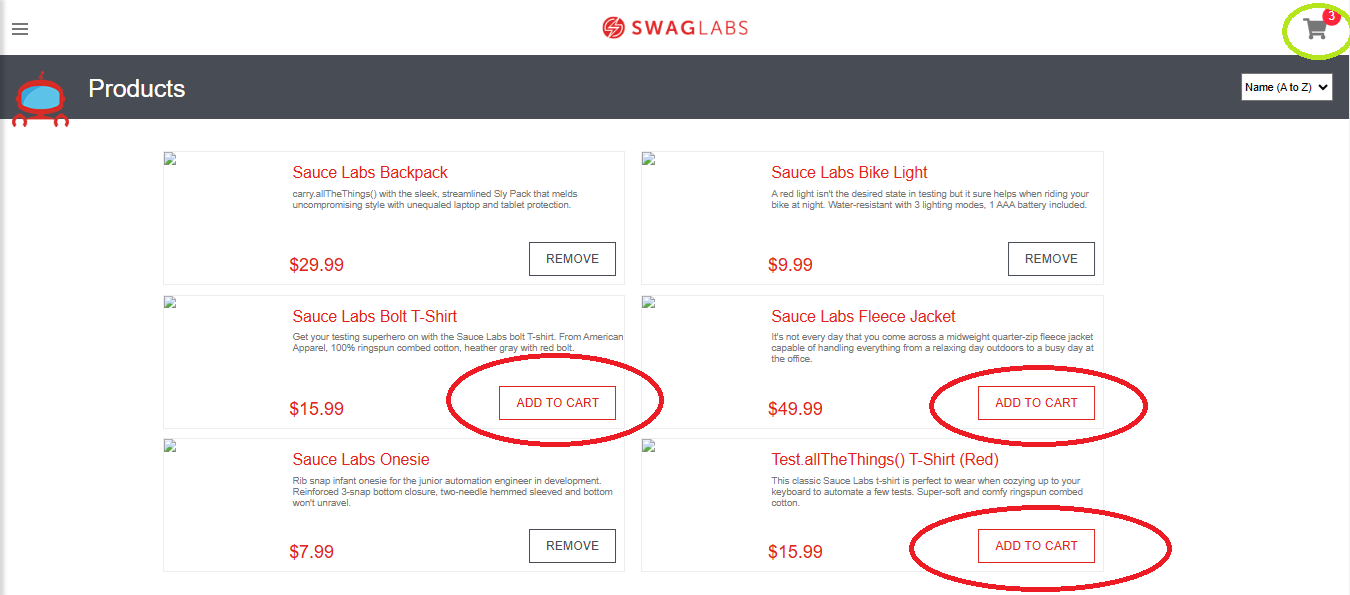 SWAGLABS
3
Products
Name (A to Z)
Sauce Labs Backpack
carry.allTheThings() with the sleek, streamlined Sly Pack that melds
uncompromising style with unequaled laptop and tablet protection.
$29.99
REMOVE
Sauce Labs Bike Light
A red light isn't the desired state in testing but it sure helps when riding your
bike at night. Water-resistant with 3 lighting modes, 1 AAA battery included.
$9.99
REMOVE
Sauce Labs Bolt T-Shirt
Get your testing superhero on with the Sauce Labs bolt T-shirt. From American
Apparel, 100% ringspun combed cotton, heather gray with red bolt.
$15.99
ADD TO CART
Sauce Labs Fleece Jacket
It's not every day that you come across a midweight quarter-zip fleece jacket
capable of handling everything from a relaxing day outdoors to a busy day at
the office.
$49.99
ADD TO CART
Sauce Labs Onesie
Rib snap infant onesie for the junior automation engineer in development.
Reinforced 3-snap bottom closure, two-needle hemmed sleeved and bottom
won't unravel.
$7.99
REMOVE
Test.allTheThings() T-Shirt (Red)
This classic Sauce Labs t-shirt is perfect to wear when cozying up to your
keyboard to automate a few tests. Super-soft and comfy ringspun combed
cotton.
$15.99
ADD TO CART